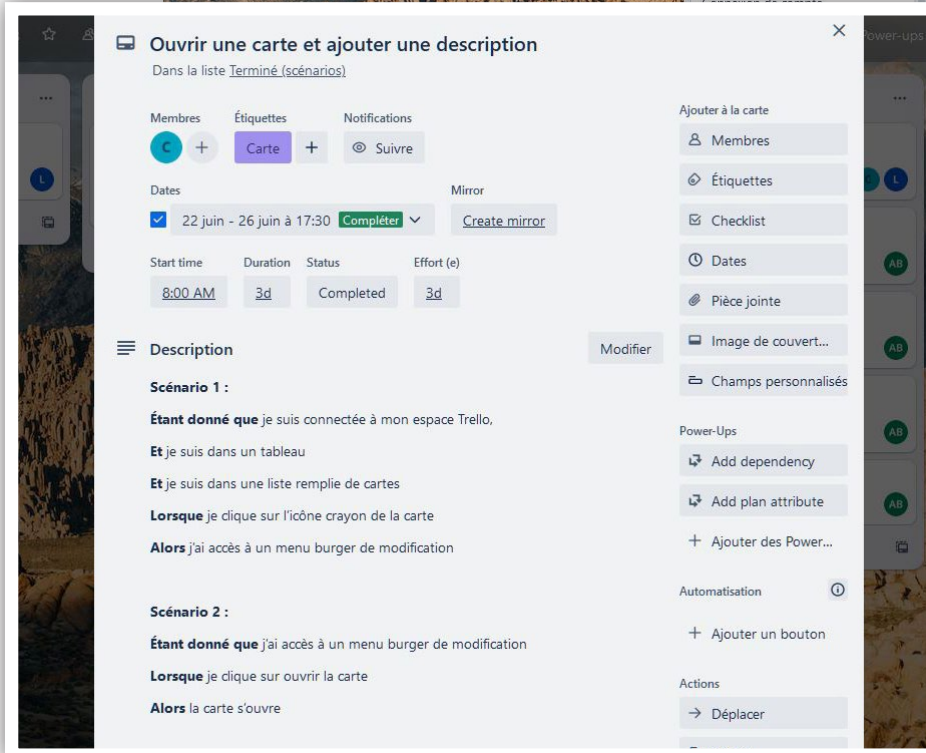 Ouvrir une carte et ajouter une description
Dans la liste Terminé (scénarios)
Power-ups
Membres Étiquettes Notifications
C + Carte + Suivre
Dates Mirror
22 juin - 26 juin à 17:30 Compléter Create mirror
Start time Duration Status Effort (e)
8:00 AM 3d Completed 3d
Description Modifier
Scénario 1 :
Étant donné que je suis connectée à mon espace Trello,
Et je suis dans un tableau
Et je suis dans une liste remplie de cartes
Lorsque je clique sur l'icône crayon de la carte
Alors j'ai accès à un menu burger de modification
Scénario 2 :
Étant donné que j'ai accès à un menu burger de modification
Lorsque je clique sur ouvrir la carte
Alors la carte s'ouvre
Ajouter à la carte
Membres
Étiquettes
Checklist
Dates
Pièce jointe
Image de couvert...
Champs personnalisés
Power-Ups
Add dependency
Add plan attribute
+ Ajouter des Power...
Automatisation
+ Ajouter un bouton
Actions
→ Déplacer
L
L
AB
AB
AB
AB